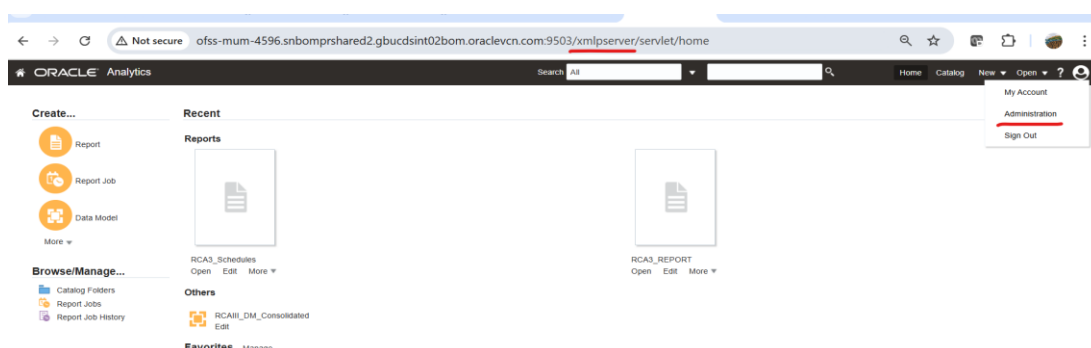 Not secure ofss-mum-4596.snbomprshared2.gbucdsint02bom.oraclevcn.com:9503/xmlpserver/servlet/home
ORACLE Analytics Search All Home Catalog New Open ?
My Account
Administration
Sign Out
Create...
Report
Report Job
Data Model
More
Browse/Manage...
Catalog Folders
Report Jobs
Report Job History
Recent
Reports
RCA3_Schedules
Open Edit More
RCA3_REPORT
Open Edit More
Others
RCAIII_DM_Consolidated
Edit
Favorites Manage